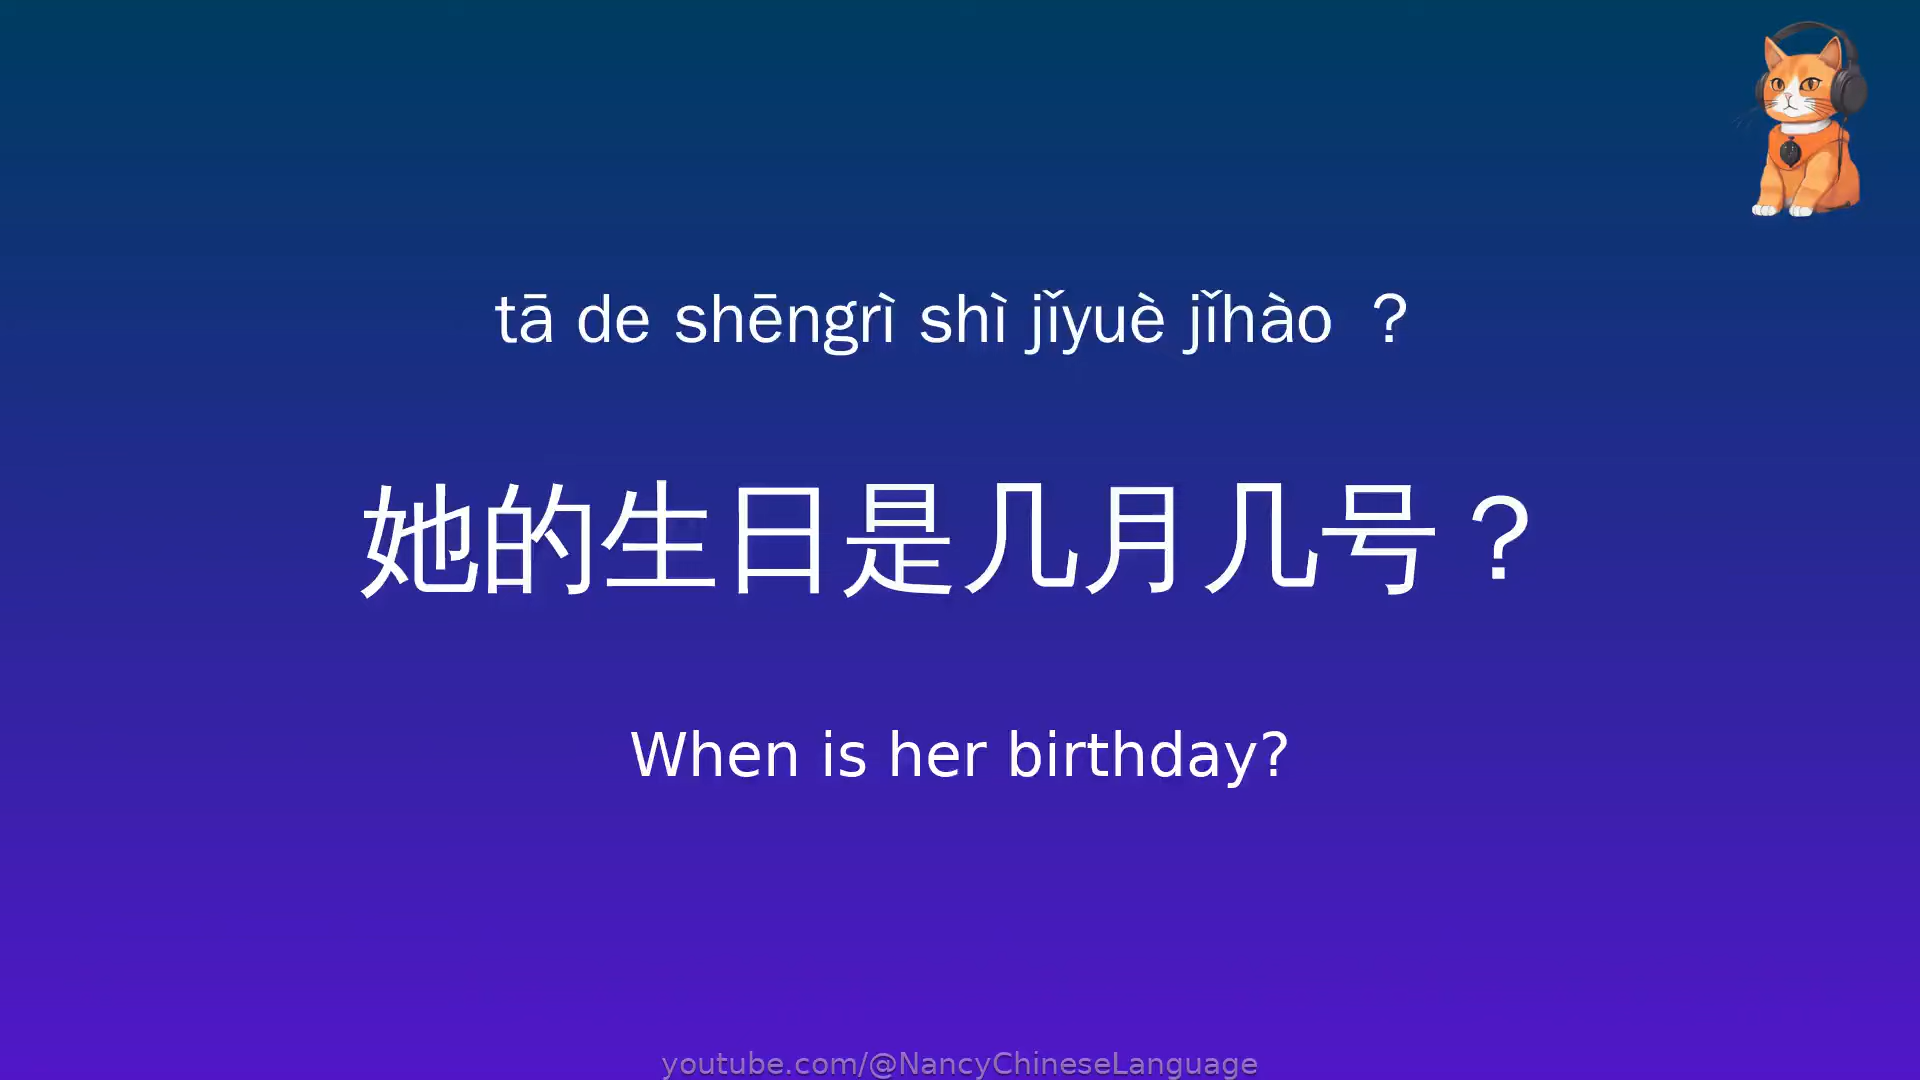 tā de shēngrì shì jǐyuè jǐhào ？
她的生日是几月几号？
When is her birthday?
youtube.com/@NancyChineseLanguage